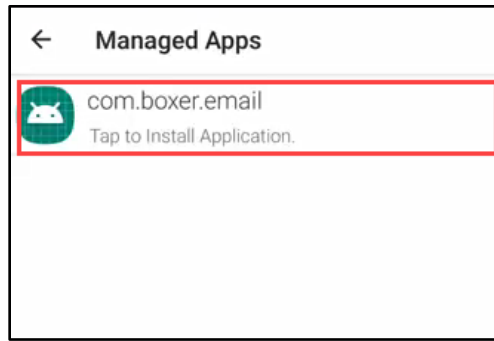 Managed Apps
com.boxer.email
Tap to Install Application.